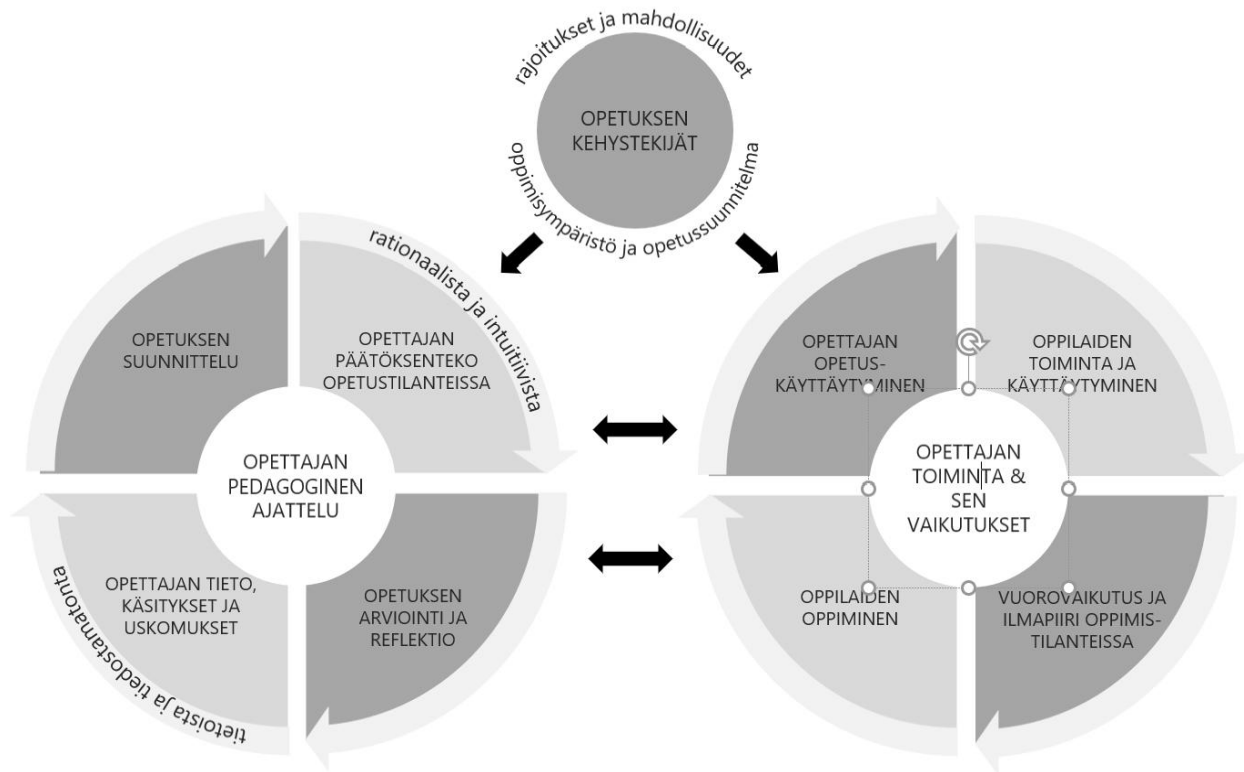 rajoitukset ja mahdollisuudet
OPETUKSEN
KEHYSTEKIJÄT
oppimisympäristö ja opetussuunnitelma
rationaalista ja intuitiivista
OPETUKSEN
SUUNNITTELU
OPETTAJAN
PÄÄTÖKSENTEKO
OPETUSTILANTEISSA
OPETTAJAN
PEDAGOGINEN
AJATTELU
OPETTAJAN TIETO,
KÄSITYKSET JA
USKOMUKSET
OPETUKSEN
ARVIOINTI JA
REFLEKTIO
tietoista ja tiedostamatonta
OPETTAJAN
OPETUS-
KÄYTTÄYTYMINEN
OPPILAIDEN
TOIMINTA JA
KÄYTTÄYTYMINEN
OPETTAJAN
TOIMINTA &
SEN
VAIKUTUKSET
OPPILAIDEN
OPPIMINEN
VUOROVAIKUTUS JA
ILMAPIIRI OPPIMIS-
TILANTEISSA